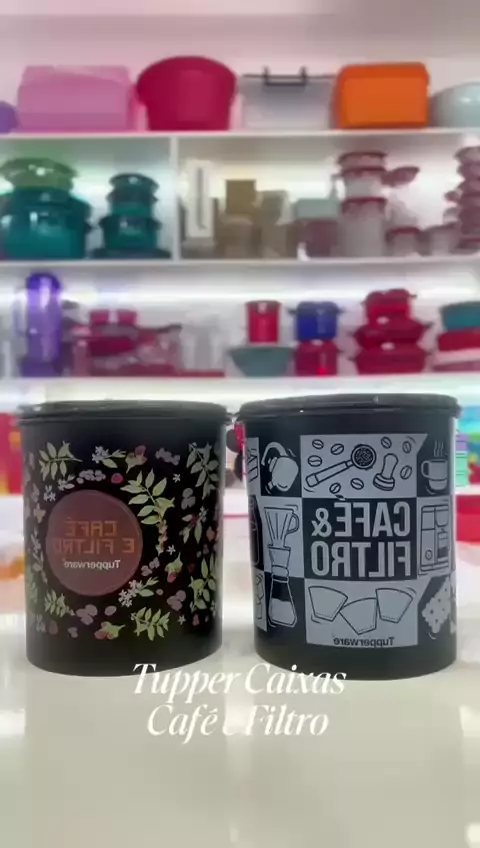 CAFÉ
E FILTRO
Tupperware
CAFÉ &
FILTRO
Tupperware
Tupper Caixas
Café e Filtro